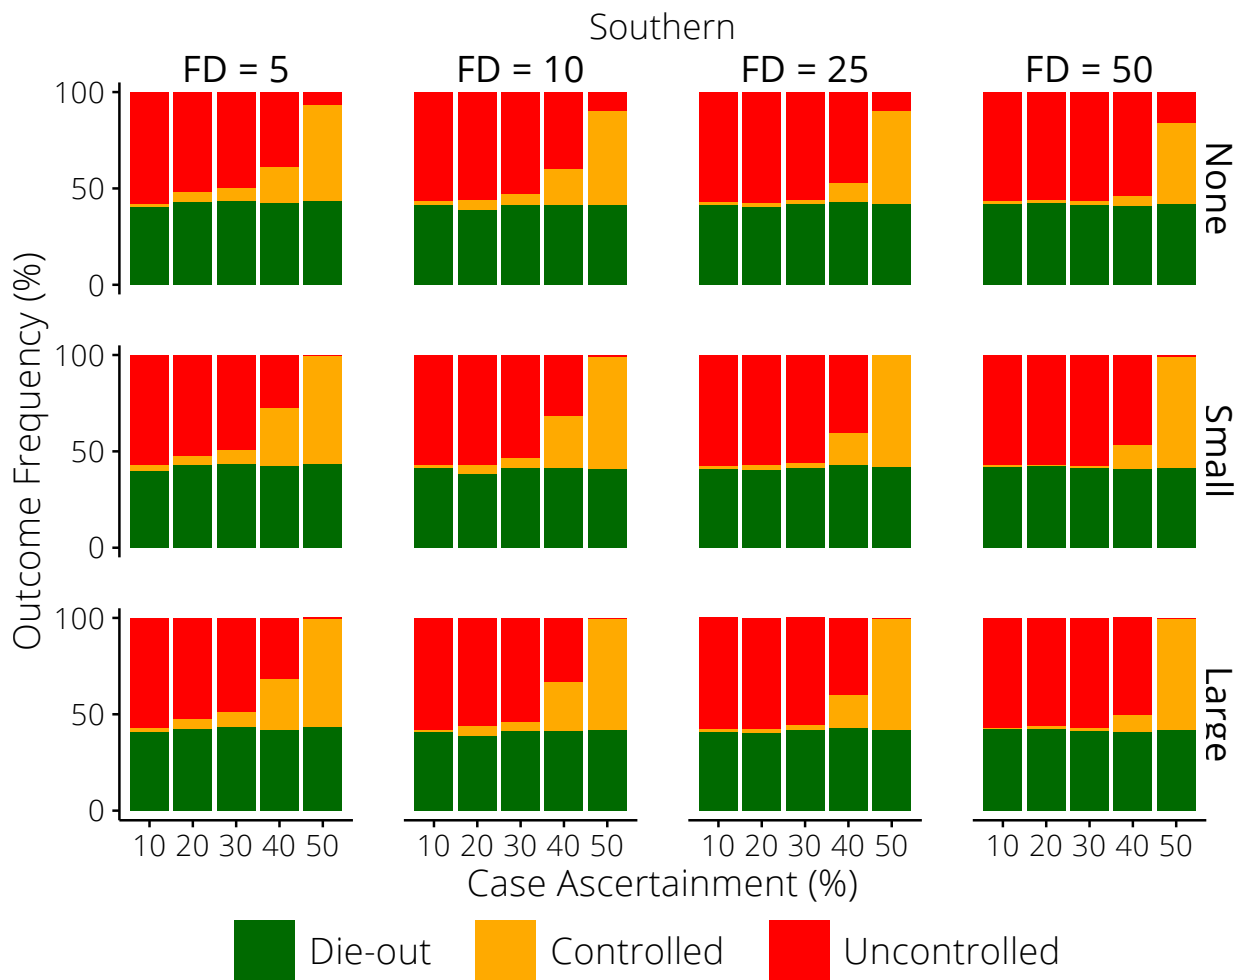 Southern
FD = 5 FD = 10 FD = 25 FD = 50
Outcome Frequency (%)
100
50
0
None
100
50
0
Small
100
50
0
Large
10 20 30 40 50 10 20 30 40 50 10 20 30 40 50 10 20 30 40 50
Case Ascertainment (%)
Die-out Controlled Uncontrolled